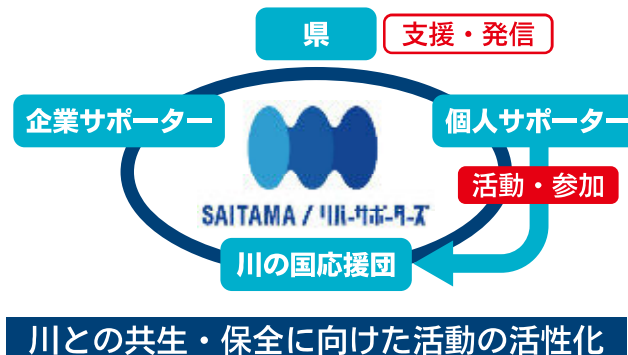 県
支援・発信
企業サポーター
個人サポーター
活動・参加
SAITAMA / リバーサポーターズ
川の国応援団
川との共生・保全に向けた活動の活性化